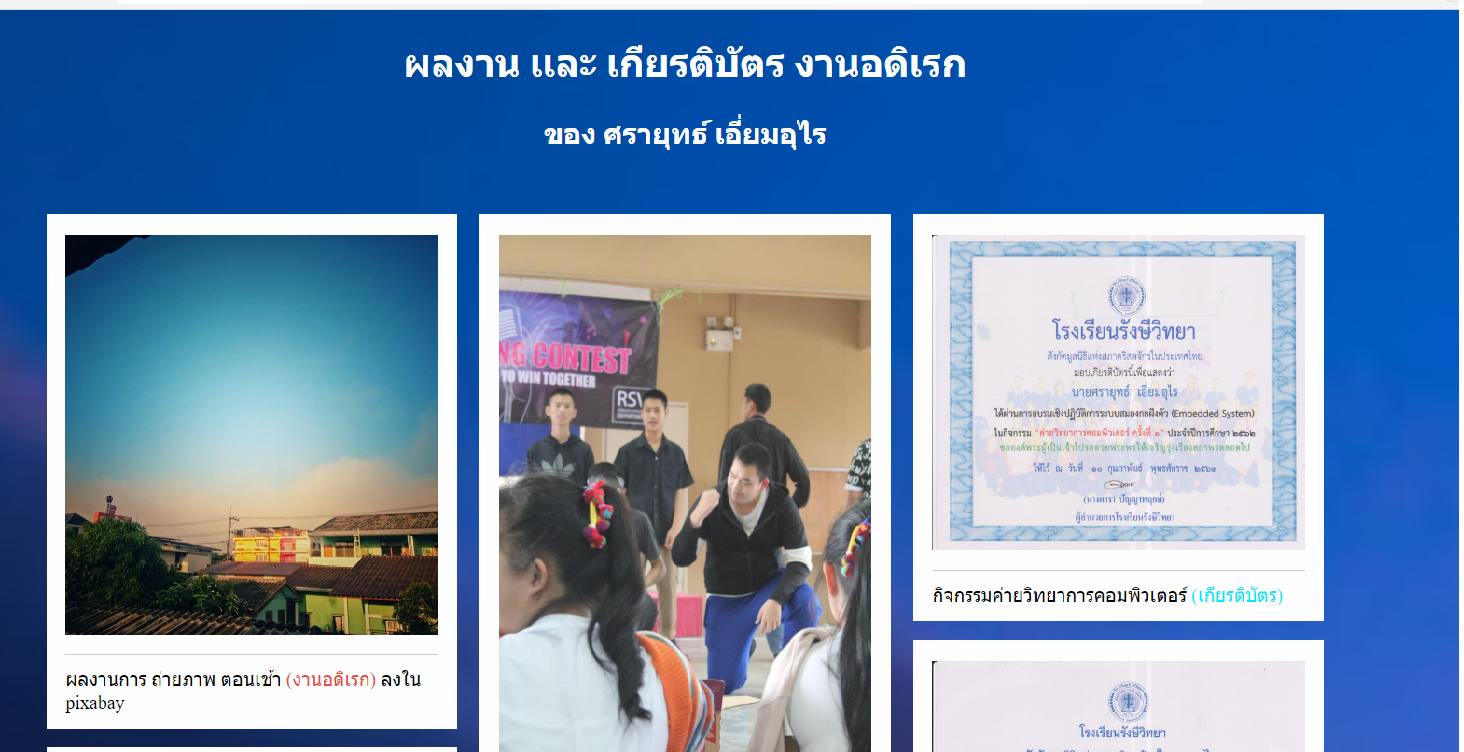 ผลงาน และ เกียรติบัตร งานอดิเรก
ของ ศรายุทธ์ เอี่ยมอุไร
ผลงานการ ถ่ายภาพ ตอนเช้า (งานอดิเรก) ลงใน
pixabay
NG CONTEST
TO WIN TOGETHER
RSV
โรงเรียนรังษีวิทยา
สังกัดมูลนิธิแห่งสภาคริสตจักรในประเทศไทย
มอบเกียรติบัตรนี้เพื่อแสดงว่า
นายศรายุทธ์ เอี่ยมอุไร
ได้ผ่านการอบรมเชิงปฏิบัติการระบบสมองกลฝังตัว (Embedded System)
ในกิจกรรม "ค่ายวิทยาการคอมพิวเตอร์ ครั้งที่ ๑" ประจำปีการศึกษา ๒๕๖๒
ขอองค์พระผู้เป็นเจ้าโปรดอวยพระพรให้เจริญรุ่งเรืองสถาพรตลอดไป
ให้ไว้ ณ วันที่ ๑๐ กุมภาพันธ์ พุทธศักราช ๒๕๖๓
(นางดารา ปัญญาทฤกษ์)
ผู้อำนวยการโรงเรียนรังษีวิทยา
กิจกรรมค่ายวิทยาการคอมพิวเตอร์ (เกียรติบัตร)
โรงเรียนรังษีวิทยา